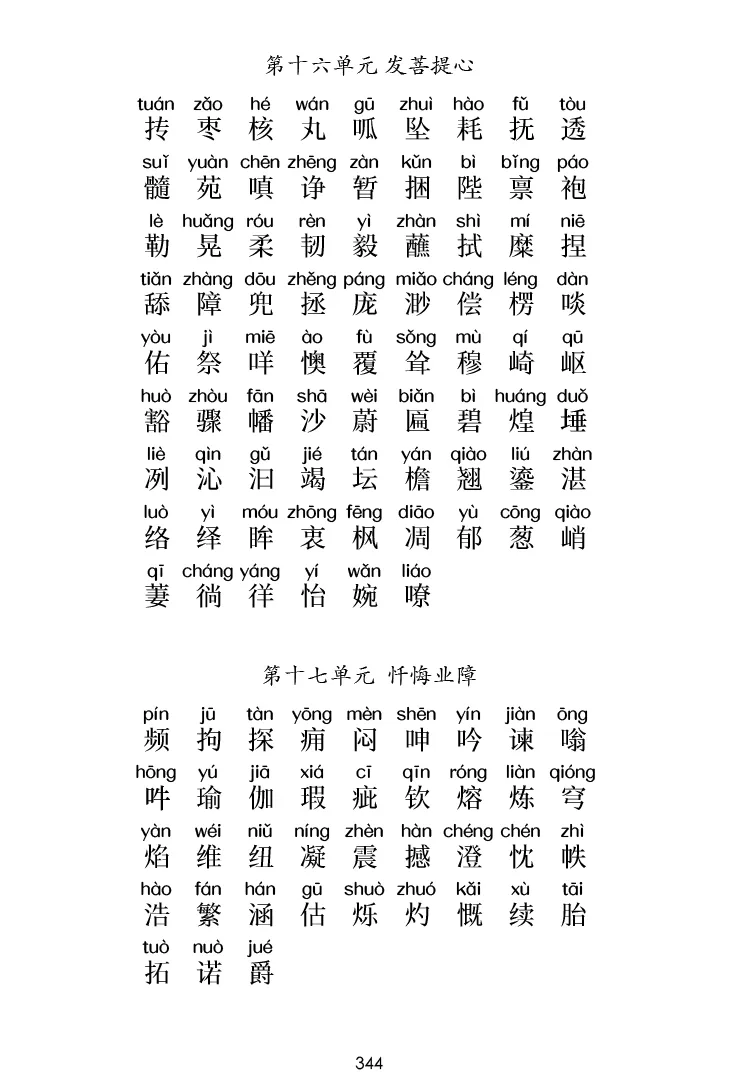 第十六单元 发菩提心
tuán zǎo hé wán gū zhuì hào fǔ tòu
抟 枣 核 丸 呱 坠 耗 抚 透
suǐ yuàn chēn zhēng zàn kǔn bì bǐng páo
髓 苑 嗔 诤 暂 捆 陛 禀 袍
lè huǎng róu rèn yì zhàn shì mí niē
勒 晃 柔 韧 毅 蘸 拭 糜 捏
tiǎn zhàng dōu zhěng páng miǎo cháng léng dàn
舔 障 兜 拯 庞 渺 偿 楞 啖
yòu jì miē ào fù sǒng mù qí qū
佑 祭 咩 懊 覆 耸 穆 崎 岖
huò zhòu fān shā wèi biǎn bì huáng duǒ
豁 骤 幡 沙 蔚 匾 碧 煌 埵
liè qìn gǔ jié tán yán qiào liú zhàn
冽 沁 汩 竭 坛 檐 翘 鎏 湛
luò yì móu zhōng fēng diāo yù cōng qiào
络 绎 眸 衷 枫 凋 郁 葱 峭
qī cháng yáng yí wǎn liáo
萋 徜 徉 怡 婉 嘹
第十七单元 忏悔业障
pín jū tàn yōng mèn shēn yín jiàn ōng
频 拘 探 痈 闷 呻 吟 谏 嗡
hōng yú jiā xiá cī qīn róng liàn qióng
吽 瑜 伽 瑕 疵 钦 熔 炼 穹
yàn wéi niǔ níng zhèn hàn chéng chén zhì
焰 维 纽 凝 震 撼 澄 忱 帙
hào fán hán gū shuò zhuó kǎi xù tāi
浩 繁 涵 估 烁 灼 慨 续 胎
tuò nuò jué
拓 诺 爵
344